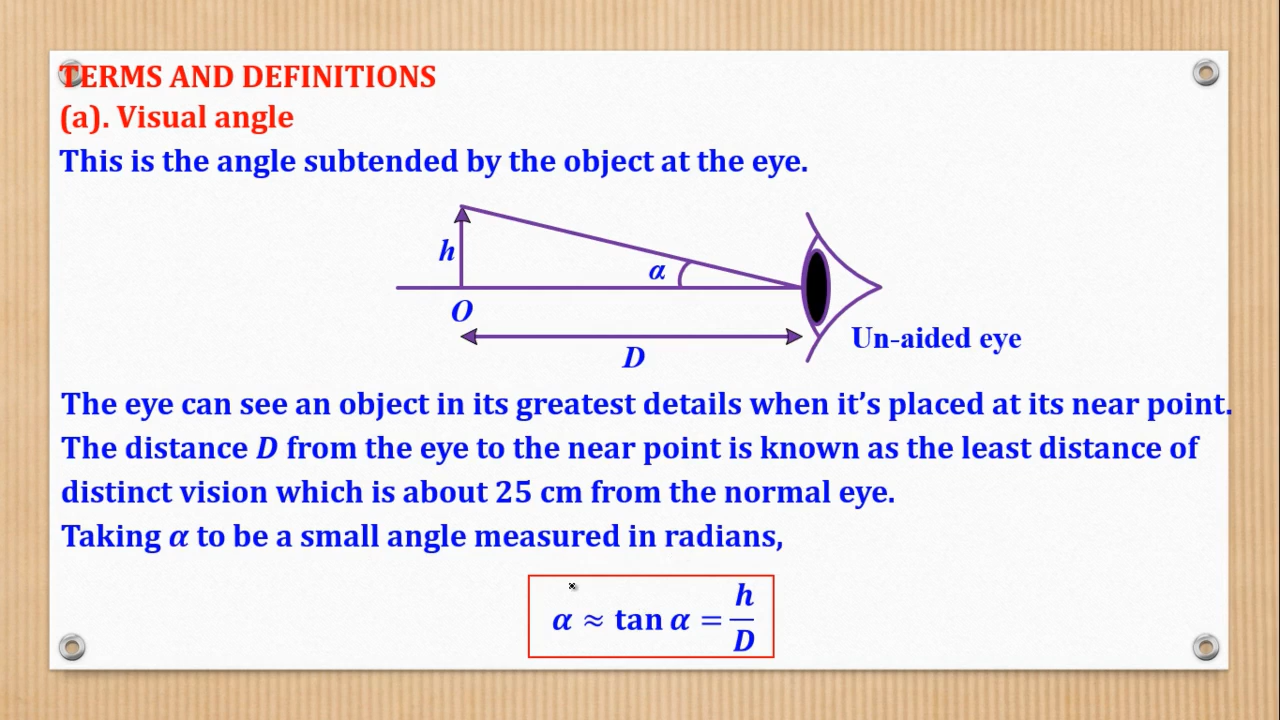 TERMS AND DEFINITIONS
(a). Visual angle
This is the angle subtended by the object at the eye.
h
α
O
D
Un-aided eye
The eye can see an object in its greatest details when it’s placed at its near point.
The distance D from the eye to the near point is known as the least distance of
distinct vision which is about 25 cm from the normal eye.
Taking α to be a small angle measured in radians,
α ≈ tan α = h/D